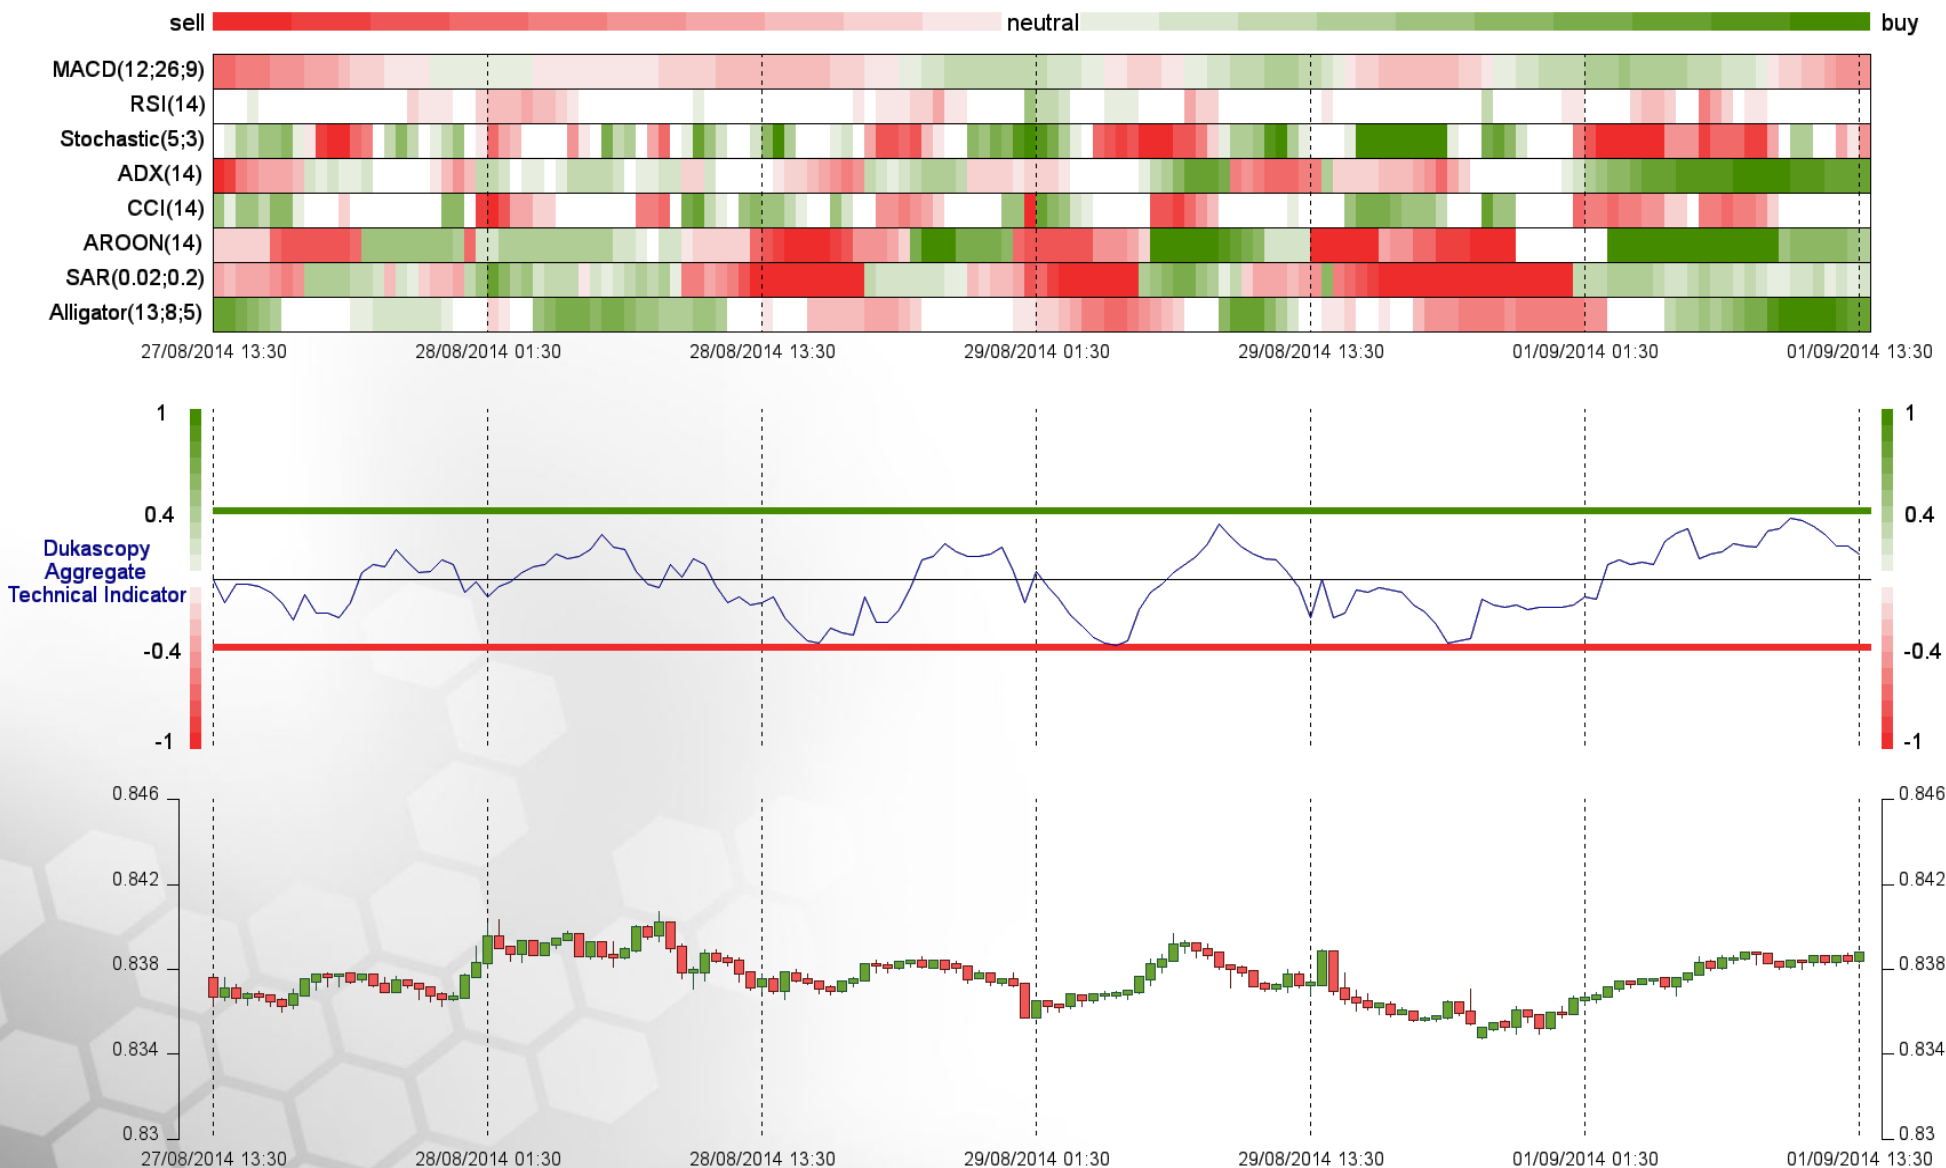 sell neutral buy
MACD(12;26;9)
RSI(14)
Stochastic(5;3)
ADX(14)
CCI(14)
AROON(14)
SAR(0.02;0.2)
Alligator(13;8;5)
27/08/2014 13:30 28/08/2014 01:30 28/08/2014 13:30 29/08/2014 01:30 29/08/2014 13:30 01/09/2014 01:30 01/09/2014 13:30
1 1
0.4 0.4
Dukascopy
Aggregate
Technical Indicator
-0.4 -0.4
-1 -1
0.846 0.846
0.842 0.842
0.838 0.838
0.834 0.834
0.83 0.83
27/08/2014 13:30 28/08/2014 01:30 28/08/2014 13:30 29/08/2014 01:30 29/08/2014 13:30 01/09/2014 01:30 01/09/2014 13:30